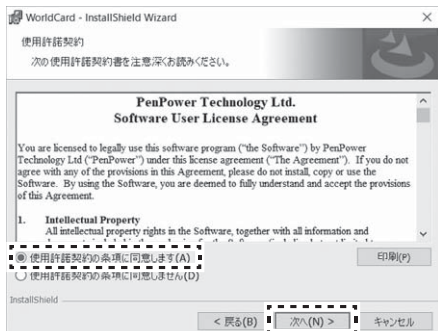 WorldCard - InstallShield Wizard
使用許諾契約
次の使用許諾契約書を注意深くお読みください。
PenPower Technology Ltd.
Software User License Agreement
You are licensed to legally use this software program ("the Software") by PenPower
Technology Ltd ("PenPower") under this license agreement ("The Agreement"). If you do not
agree with any of the provisions in this Agreement, please do not install, copy or use the
Software. By using the Software, you are deemed to fully understand and accept the provisions
of this Agreement.
1. Intellectual Property
All intellectual property rights in the Software, together with all information and
使用許諾契約の条項に同意します(A)
印刷(P)
使用許諾契約の条項に同意しません(D)
InstallShield
< 戻る(B) 次へ(N) > キャンセル